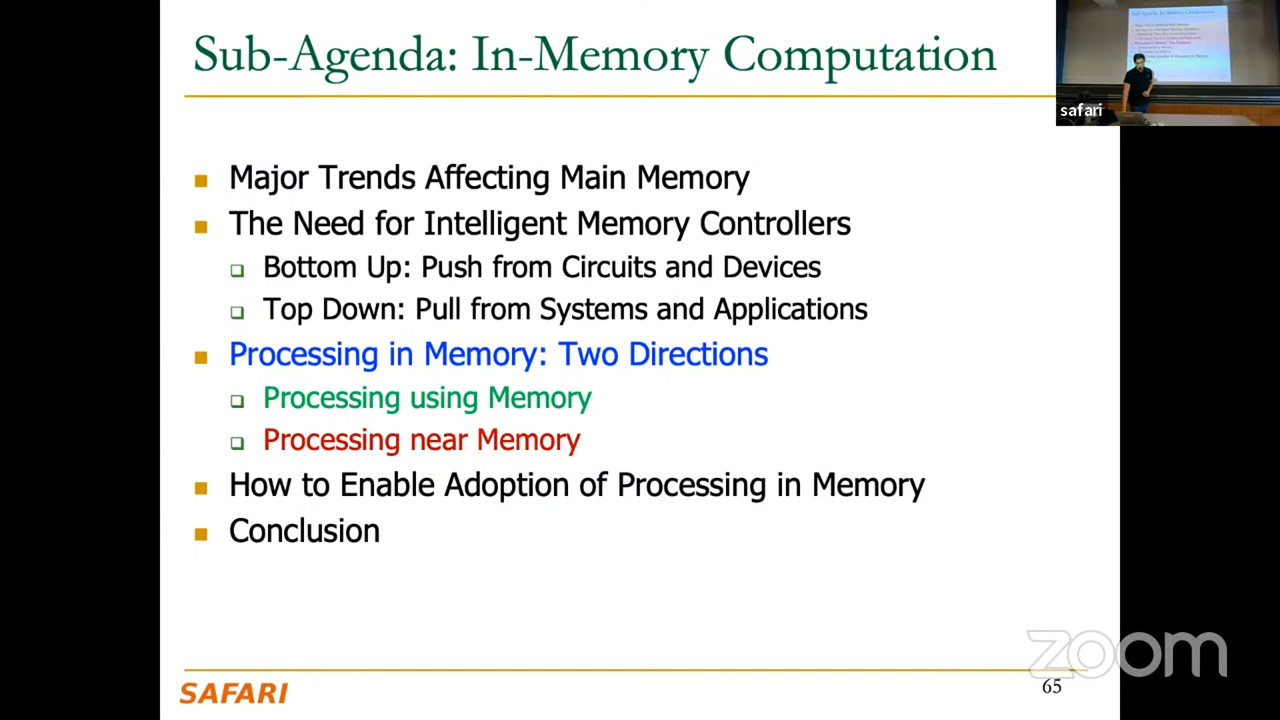 Sub-Agenda: In-Memory Computation
safari
Major Trends Affecting Main Memory
The Need for Intelligent Memory Controllers
Bottom Up: Push from Circuits and Devices
Top Down: Pull from Systems and Applications
Processing in Memory: Two Directions
Processing using Memory
Processing near Memory
How to Enable Adoption of Processing in Memory
Conclusion
zoom
SAFARI
65